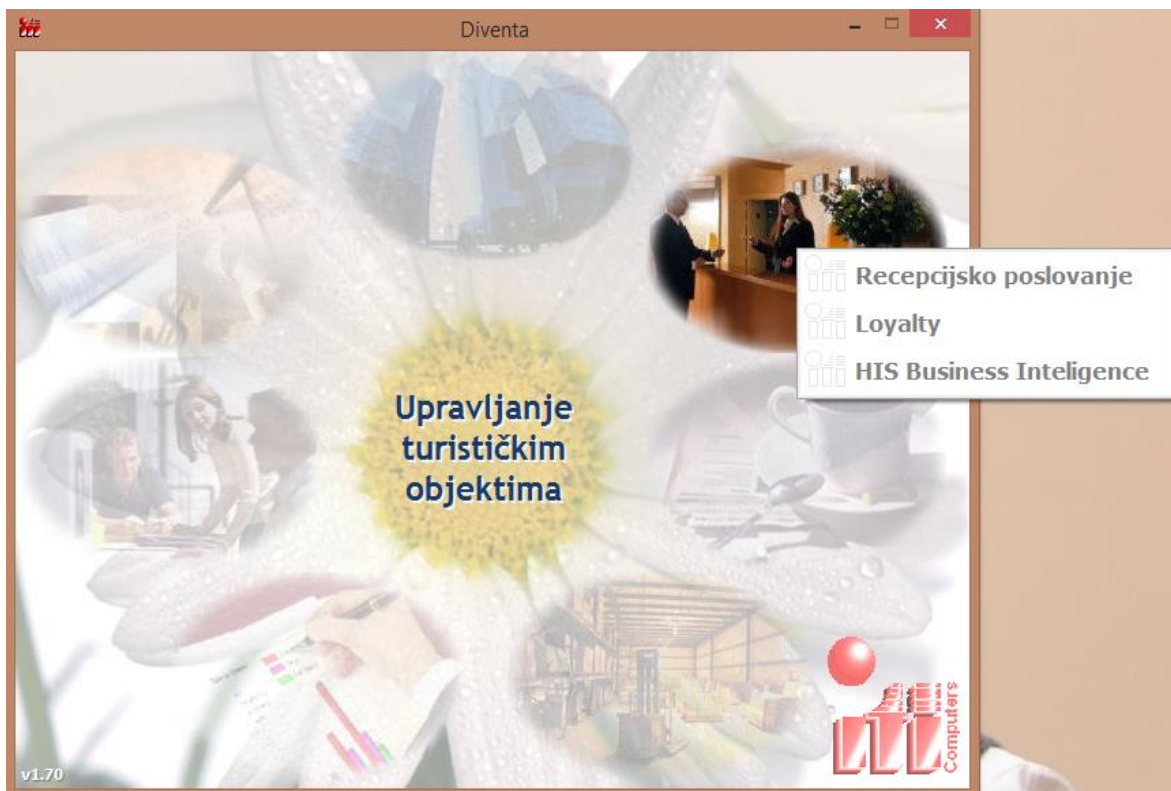 Diventa
Recepcijsko poslovanje
Loyalty
HIS Business Inteligence
Upravljanje
turističkim
objektima
Computers
v1.70